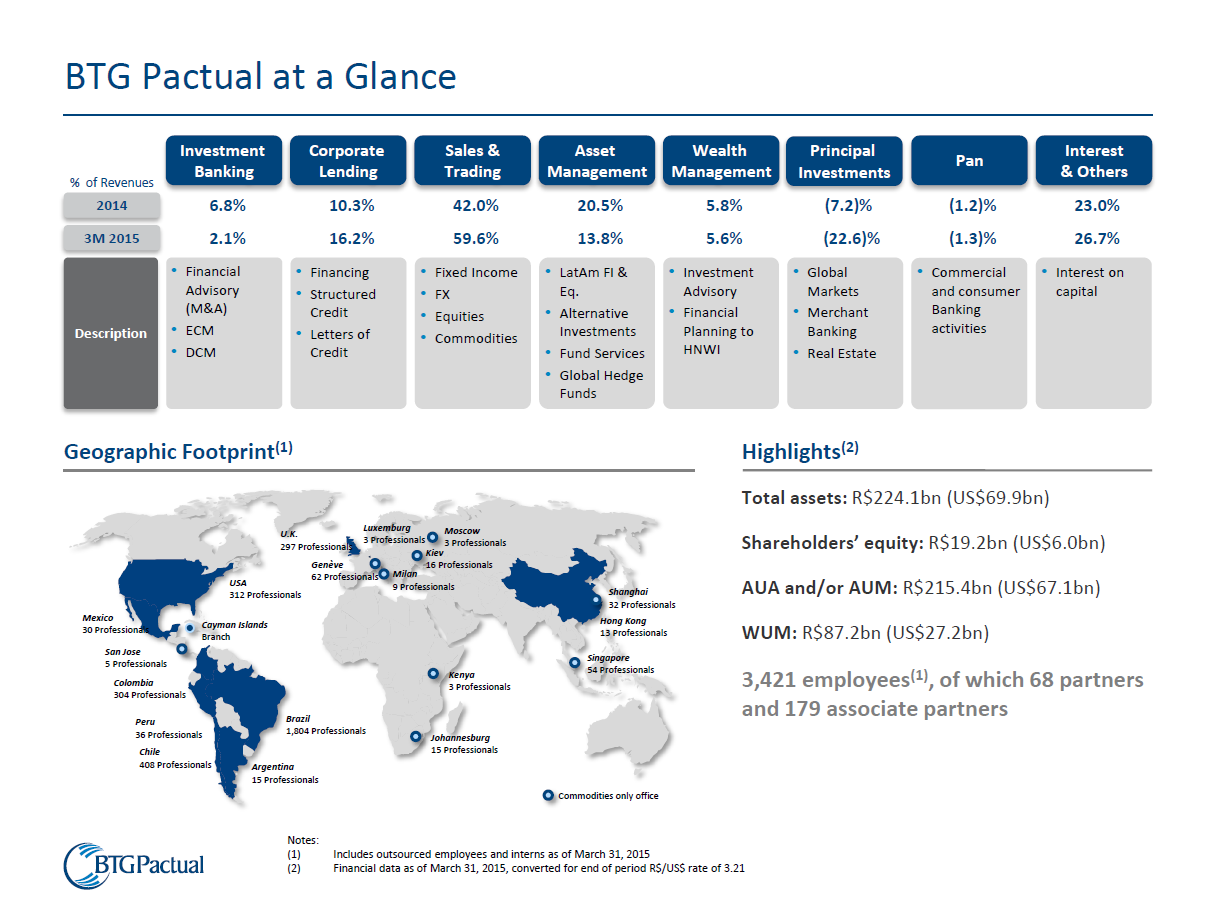 BTG Pactual at a Glance
Investment
Banking
Corporate
Lending
Sales &
Trading
Asset
Management
Wealth
Management
Principal
Investments
Pan
Interest
& Others
% of Revenues
2014 6.8% 10.3% 42.0% 20.5% 5.8% (7.2)% (1.2)% 23.0%
3M 2015 2.1% 16.2% 59.6% 13.8% 5.6% (22.6)% (1.3)% 26.7%
Description
• Financial
Advisory
(M&A)
• ECM
• DCM
• Financing
• Structured
Credit
• Letters of
Credit
• Fixed Income
• FX
• Equities
• Commodities
• LatAm FI &
Eq.
• Alternative
Investments
• Fund Services
• Global Hedge
Funds
• Investment
Advisory
• Financial
Planning to
HNWI
• Global
Markets
• Merchant
Banking
• Real Estate
• Commercial
and consumer
Banking
activities
• Interest on
capital
Geographic Footprint(1)
U.K.
297 Professionals
Luxemburg
3 Professionals
Moscow
3 Professionals
Kiev
16 Professionals
Genève
62 Professionals
Milan
9 Professionals
USA
312 Professionals
Shanghai
32 Professionals
Mexico
30 Professionals
Cayman Islands
Branch
Hong Kong
13 Professionals
San Jose
5 Professionals
Singapore
54 Professionals
Colombia
304 Professionals
Kenya
3 Professionals
Peru
36 Professionals
Brazil
1,804 Professionals
Chile
408 Professionals
Johannesburg
15 Professionals
Argentina
15 Professionals
Commodities only office
Highlights(2)
Total assets: R$224.1bn (US$69.9bn)
Shareholders’ equity: R$19.2bn (US$6.0bn)
AUA and/or AUM: R$215.4bn (US$67.1bn)
WUM: R$87.2bn (US$27.2bn)
3,421 employees(1), of which 68 partners
and 179 associate partners
BTGPactual
Notes:
(1) Includes outsourced employees and interns as of March 31, 2015
(2) Financial data as of March 31, 2015, converted for end of period R$/US$ rate of 3.21